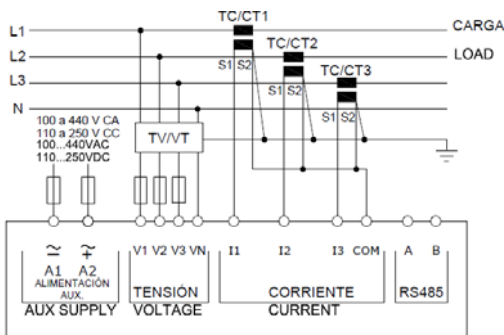 TC/CT1
L1
CARGA
TC/CT2
L2
LOAD
S1 S2
TC/CT3
L3
S1 S2
N
S1 S2
100 a 440 V CA
110 a 250 V CC
100...440VAC
110...250VDC
TV/VT
V1 V2 V3 VN
I1
I2
I3 COM
A B
A1 A2
ALIMENTACIÓN
AUX.
AUX SUPPLY
TENSIÓN
VOLTAGE
CORRIENTE
CURRENT
RS485